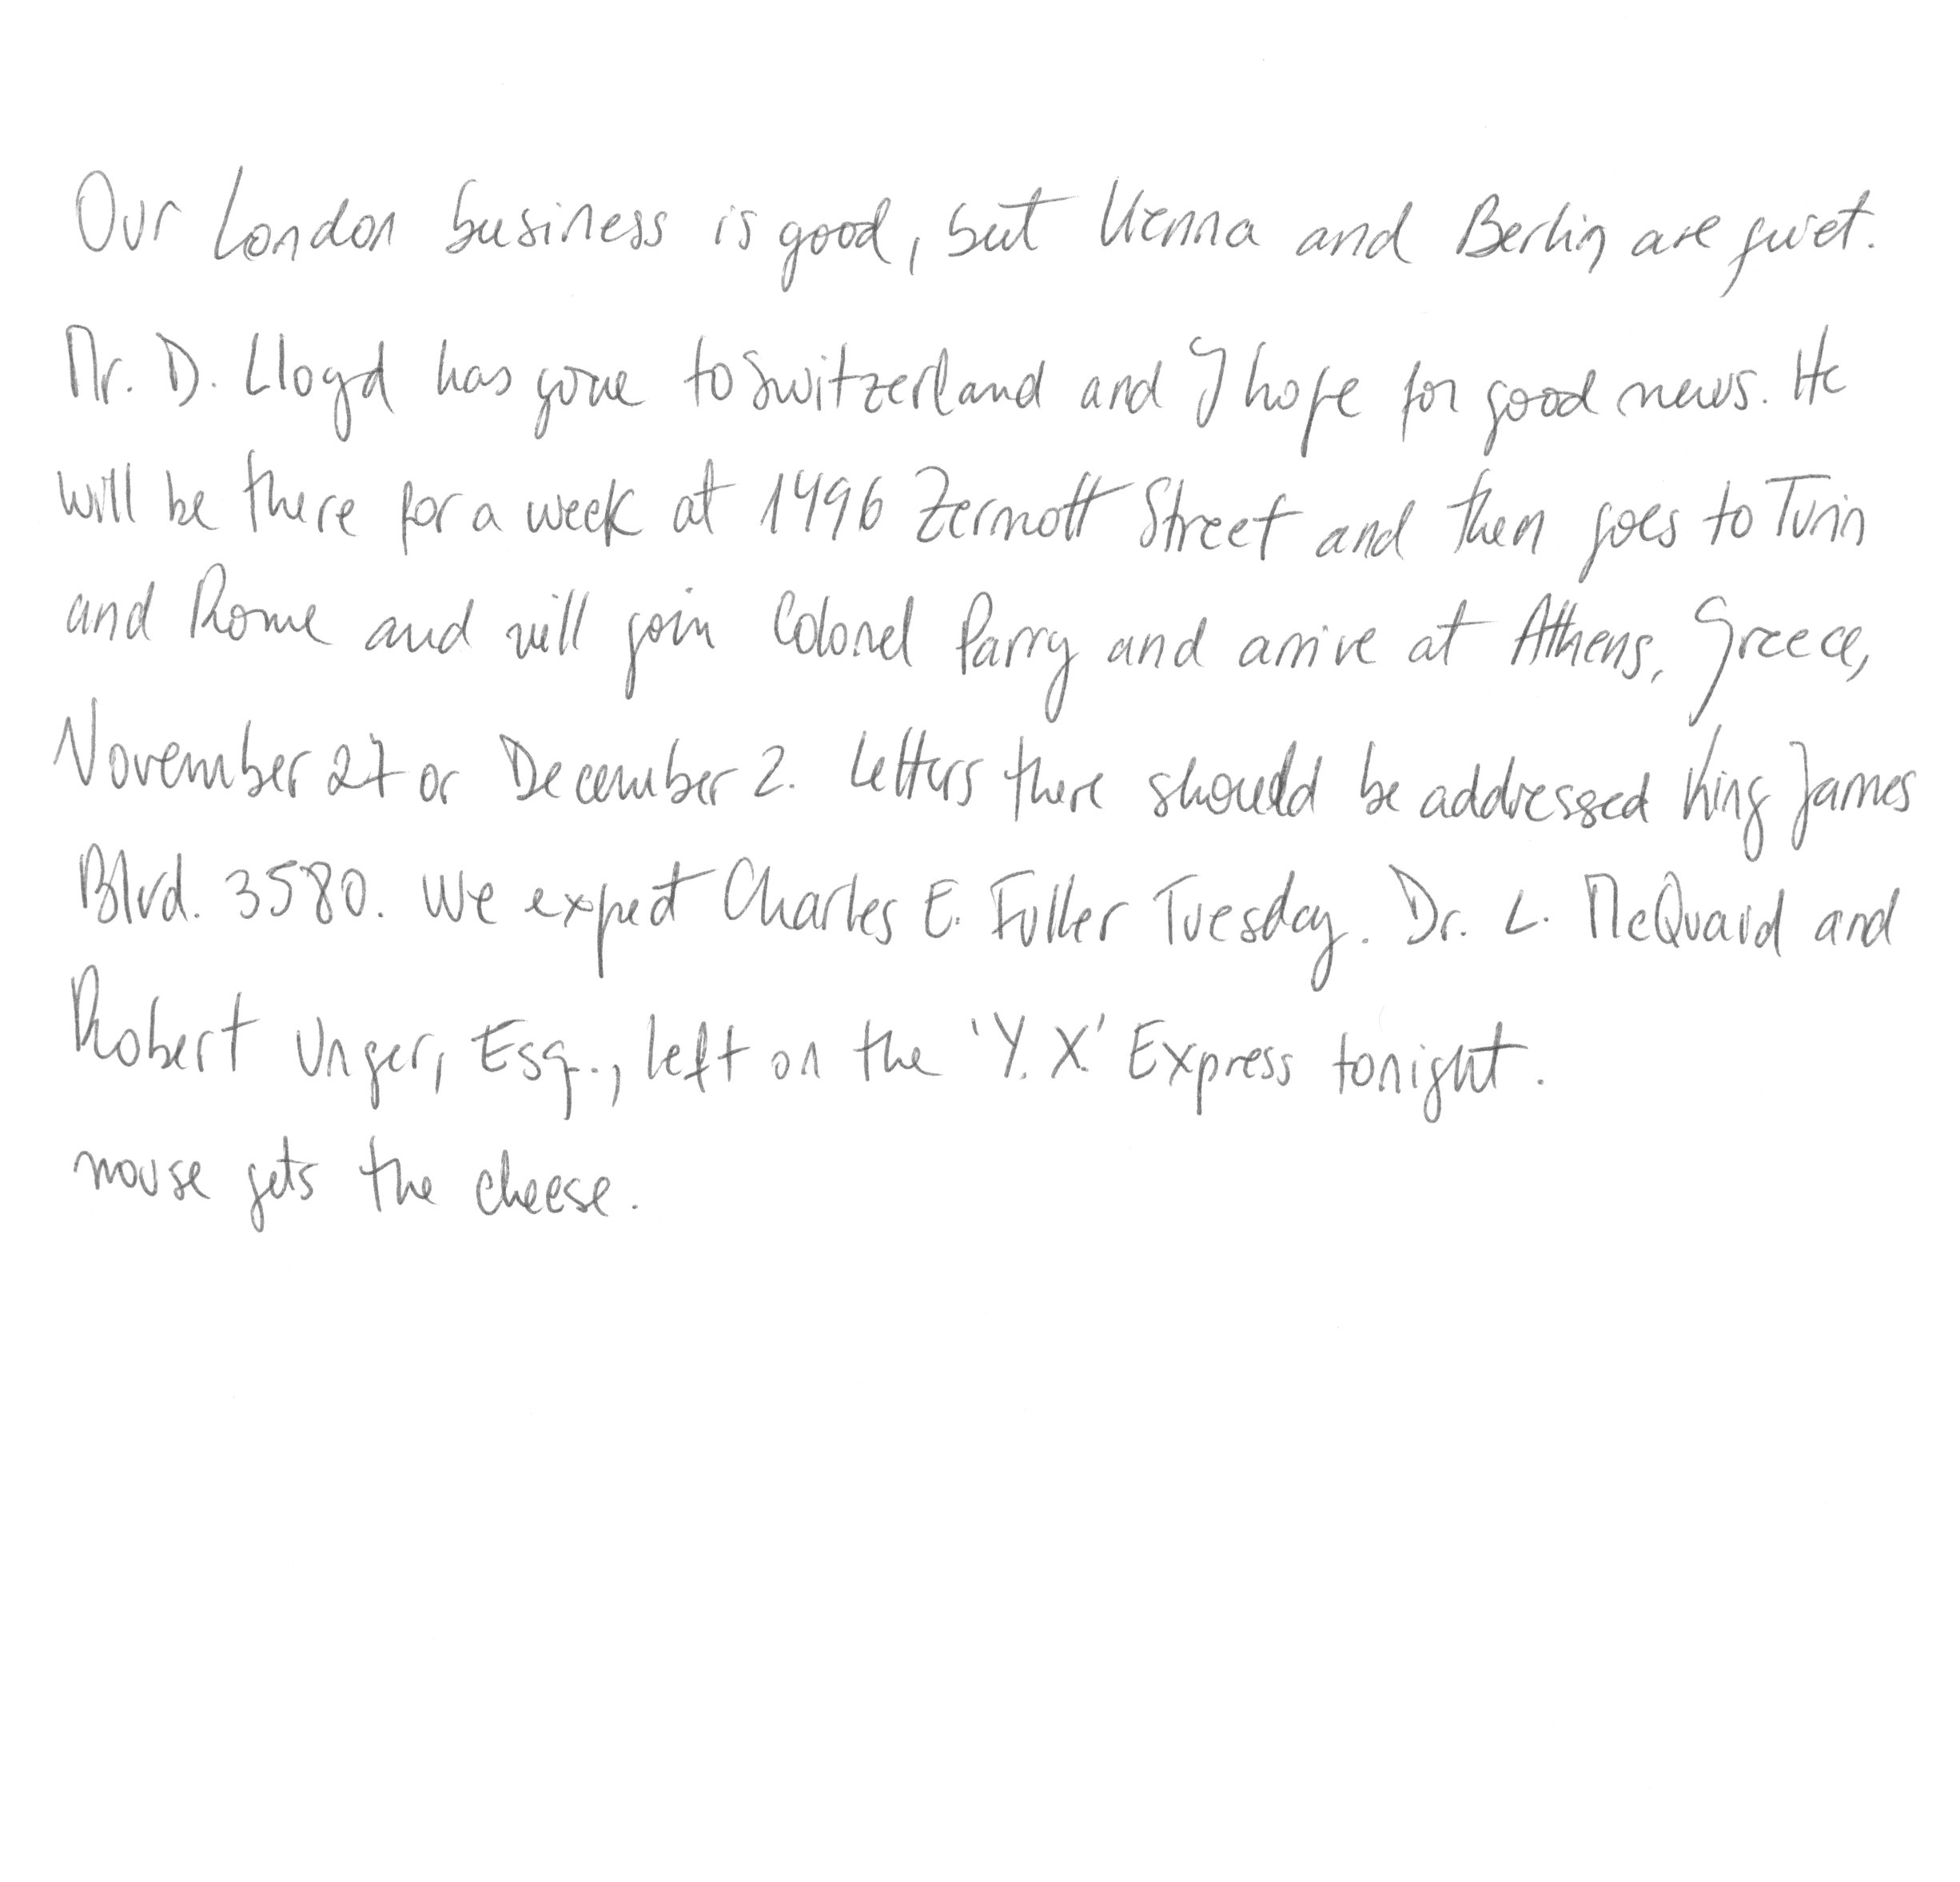 Our London business is good, but Vienna and Berlin are quiet.
Mr. D. Lloyd has gone to Switzerland and I hope for good news. He
will be there for a week at 1496 Zermott Street and then goes to Turin
and Rome and will join Colonel Parry and arrive at Athens, Greece,
November 27 or December 2. Letters there should be addressed King James
Blvd. 3580. We expect Charles E. Fuller Tuesday. Dr. L. McQuaid and
Robert Unger, Esq., left on the 'Y.X.' Express tonight.
mouse gets the cheese.